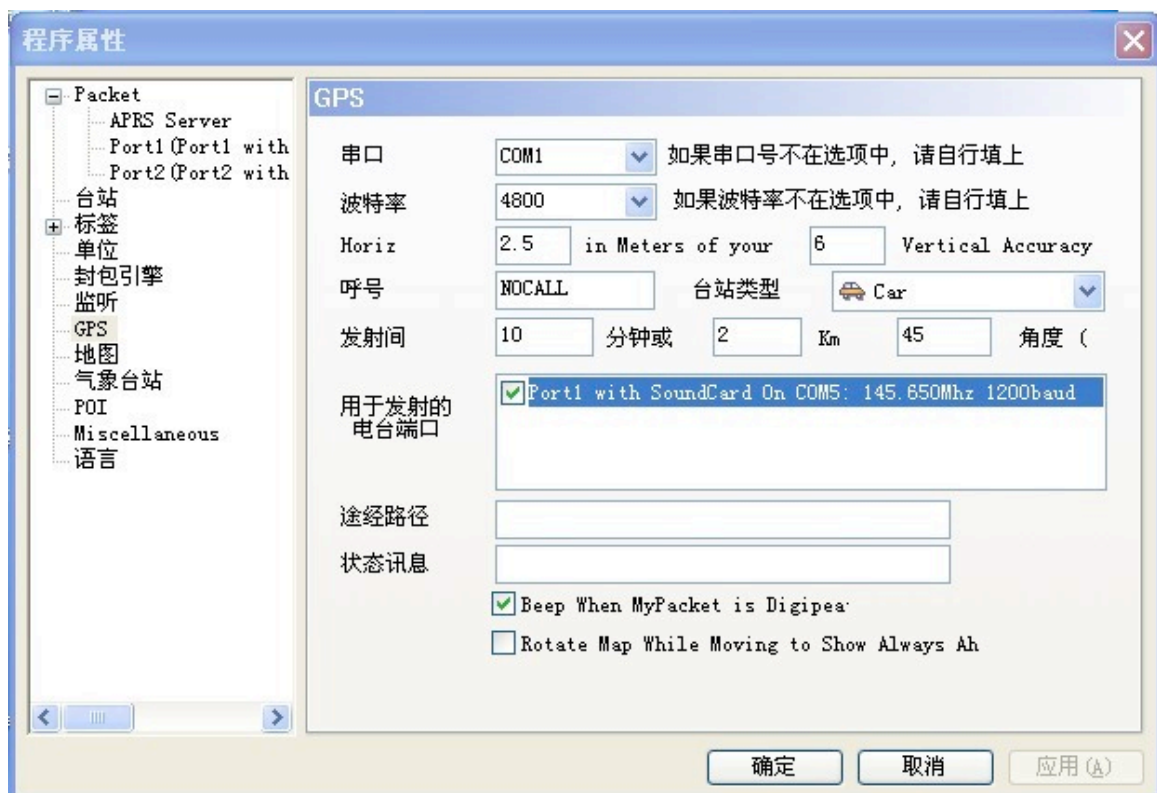 程序属性
Packet
APRS Server
Port1(Port1 with
Port2(Port2 with
台站
标签
单位
封包引擎
监听
GPS
地图
气象台站
POI
Miscellaneous
语言
GPS
串口 COM1 如果串口号不在选项中, 请自行填上
波特率 4800 如果波特率不在选项中, 请自行填上
Horiz 2.5 in Meters of your 6 Vertical Accuracy
呼号 NOCALL 台站类型 Car
发射间 10 分钟或 2 Km 45 角度 (
用于发射的
电台端口
Port1 with SoundCard On COM5: 145.650Mhz 1200baud
途经路径
状态讯息
Beep When MyPacket is Digipea
Rotate Map While Moving to Show Always Ah
确定 取消 应用(A)